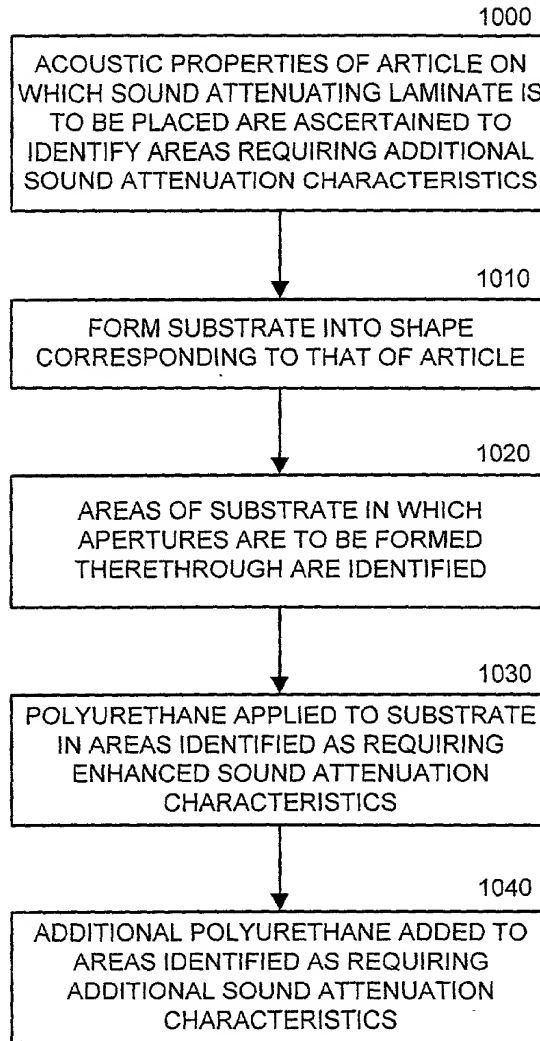 1000
ACOUSTIC PROPERTIES OF ARTICLE ON
WHICH SOUND ATTENUATING LAMINATE IS
TO BE PLACED ARE ASCERTAINED TO
IDENTIFY AREAS REQUIRING ADDITIONAL
SOUND ATTENUATION CHARACTERISTICS
1010
FORM SUBSTRATE INTO SHAPE
CORRESPONDING TO THAT OF ARTICLE
1020
AREAS OF SUBSTRATE IN WHICH
APERTURES ARE TO BE FORMED
THERETHROUGH ARE IDENTIFIED
1030
POLYURETHANE APPLIED TO SUBSTRATE
IN AREAS IDENTIFIED AS REQUIRING
ENHANCED SOUND ATTENUATION
CHARACTERISTICS
1040
ADDITIONAL POLYURETHANE ADDED TO
AREAS IDENTIFIED AS REQUIRING
ADDITIONAL SOUND ATTENUATION
CHARACTERISTICS